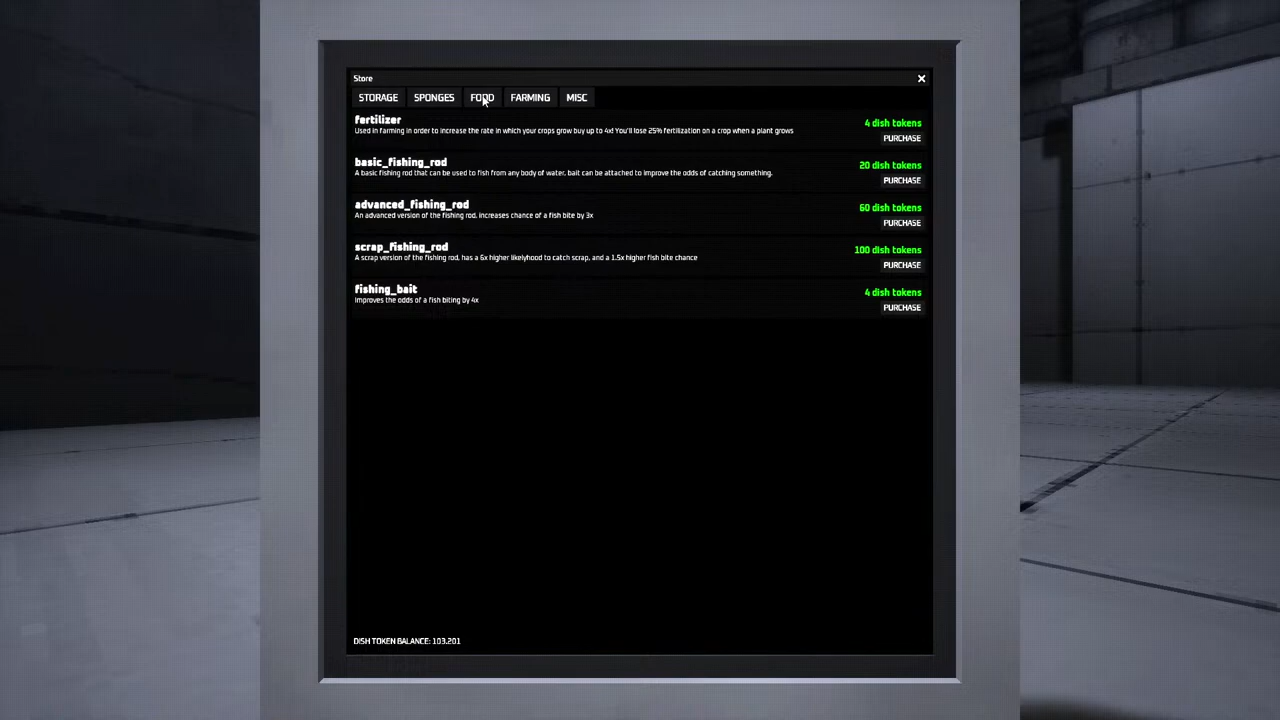 Store
STORAGE SPONGES FOOD FARMING MISC
fertilizer
Used in farming in order to increase the rate in which your crops grow buy up to 4x! You'll lose 25% fertilization on a crop when a plant grows
4 dish tokens
PURCHASE
basic_fishing_rod
A basic fishing rod that can be used to fish from any body of water, bait can be attached to improve the odds of catching something.
20 dish tokens
PURCHASE
advanced_fishing_rod
An advanced version of the fishing rod, increases chance of a fish bite by 3x
60 dish tokens
PURCHASE
scrap_fishing_rod
A scrap version of the fishing rod, has a 6x higher likelyhood to catch scrap, and a 1.5x higher fish bite chance
100 dish tokens
PURCHASE
fishing_bait
Improves the odds of a fish biting by 4x
4 dish tokens
PURCHASE
DISH TOKEN BALANCE: 103.201